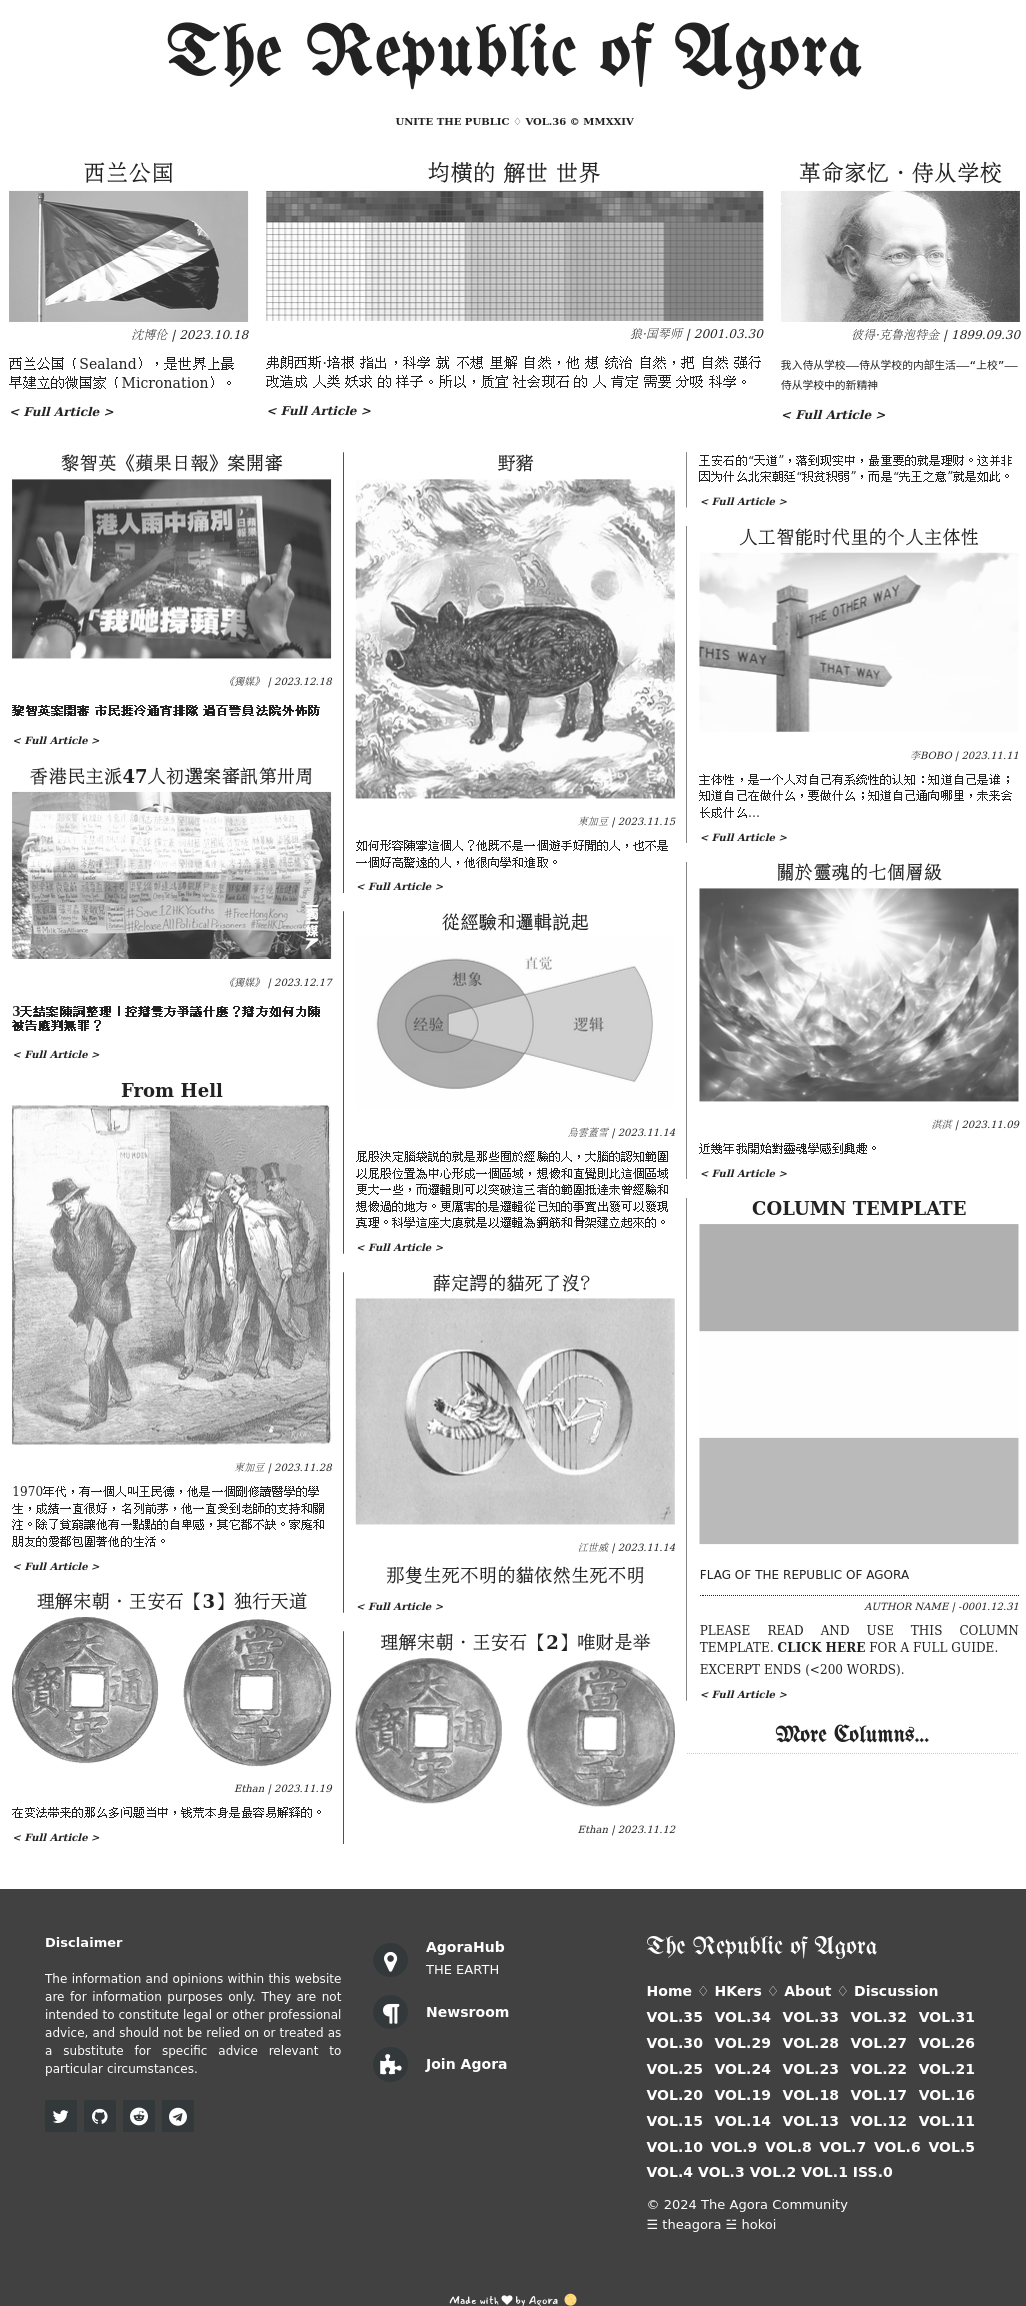 The Republic of Agora
UNITE THE PUBLIC ♢ VOL.36 © MMXXIV
西兰公国
沈博伦 | 2023.10.18
西兰公国（Sealand），是世界上最
早建立的微国家（Micronation）。
< Full Article >
均横的 解世 世界
狼·国琴师 | 2001.03.30
弗朗西斯·培根 指出，科学 就 不想 里解 自然，他 想 统治 自然，把 自然 强行
改造成 人类 妖求 的 样子。所以，质宜 社会现石 的 人 肯定 需要 分吸 科学。
< Full Article >
革命家忆·侍从学校
彼得·克鲁泡特金 | 1899.09.30
我入侍从学校——侍从学校的内部生活——“上校”——
侍从学校中的新精神
< Full Article >
黎智英《蘋果日報》案開審
港人雨中痛別
「我哋撐蘋果
《獨媒》 | 2023.12.18
黎智英案開審 市民捱冷通宵排隊 過百警員法院外佈防
< Full Article >
香港民主派47人初選案審訊第卅周
#Save12HKYouths
#FreeHongKong
#Release All Political Prisoners
#MilkTeaAlliance
《獨媒》 | 2023.12.17
3天結案陳詞整理｜控辯雙方爭議什麼？辯方如何力陳
被告應判無罪？
< Full Article >
From Hell
東加豆 | 2023.11.28
1970年代，有一個人叫王民德，他是一個剛修讀醫學的學
生，成績一直很好，名列前茅，他一直受到老師的支持和關
注。除了貧窮讓他有一點點的自卑感，其它都不缺。家庭和
朋友的愛都包圍著他的生活。
< Full Article >
理解宋朝·王安石【3】独行天道
Ethan | 2023.11.19
在变法带来的那么多问题当中，钱荒本身是最容易解释的。
< Full Article >
野豬
東加豆 | 2023.11.15
如何形容陳寧這個人？他既不是一個遊手好閒的人，也不是
一個好高騖遠的人，他很向學和進取。
< Full Article >
從經驗和邏輯説起
想象
直觉
经验
逻辑
烏雲蓋雪 | 2023.11.14
屁股決定腦袋説的就是那些囿於經驗的人，大腦的認知範圍
以屁股位置為中心形成一個區域，想像和直覺則比這個區域
更大一些，而邏輯則可以突破這三者的範圍抵達未曾經驗和
想像過的地方。更厲害的是邏輯從已知的事實出發可以發現
真理。科學這座大廈就是以邏輯為鋼筋和骨架建立起來的。
< Full Article >
薛定諤的貓死了沒？
江世威 | 2023.11.14
那隻生死不明的貓依然生死不明
< Full Article >
理解宋朝·王安石【2】唯财是举
Ethan | 2023.11.12
王安石的“天道”，落到现实中，最重要的就是理财。这并非
因为什么北宋朝廷“积贫积弱”，而是“先王之意”就是如此。
< Full Article >
人工智能时代里的个人主体性
THE OTHER WAY
THIS WAY
THAT WAY
李BOBO | 2023.11.11
主体性，是一个人对自己有系统性的认知：知道自己是谁；
知道自己在做什么，要做什么；知道自己通向哪里，未来会
长成什么...
< Full Article >
關於靈魂的七個層級
淇淇 | 2023.11.09
近幾年我開始對靈魂學感到興趣。
< Full Article >
COLUMN TEMPLATE
FLAG OF THE REPUBLIC OF AGORA
AUTHOR NAME | -0001.12.31
PLEASE READ AND USE THIS COLUMN
TEMPLATE. CLICK HERE FOR A FULL GUIDE.
EXCERPT ENDS (<200 WORDS).
< Full Article >
More Columns...
Disclaimer
The information and opinions within this website
are for information purposes only. They are not
intended to constitute legal or other professional
advice, and should not be relied on or treated as
a substitute for specific advice relevant to
particular circumstances.
AgoraHub
THE EARTH
Newsroom
Join Agora
The Republic of Agora
Home ♢ HKers ♢ About ♢ Discussion
VOL.35 VOL.34 VOL.33 VOL.32 VOL.31
VOL.30 VOL.29 VOL.28 VOL.27 VOL.26
VOL.25 VOL.24 VOL.23 VOL.22 VOL.21
VOL.20 VOL.19 VOL.18 VOL.17 VOL.16
VOL.15 VOL.14 VOL.13 VOL.12 VOL.11
VOL.10 VOL.9 VOL.8 VOL.7 VOL.6 VOL.5
VOL.4 VOL.3 VOL.2 VOL.1 ISS.0
© 2024 The Agora Community
☰ theagora ☱ hokoi
Made with ♥ by Agora